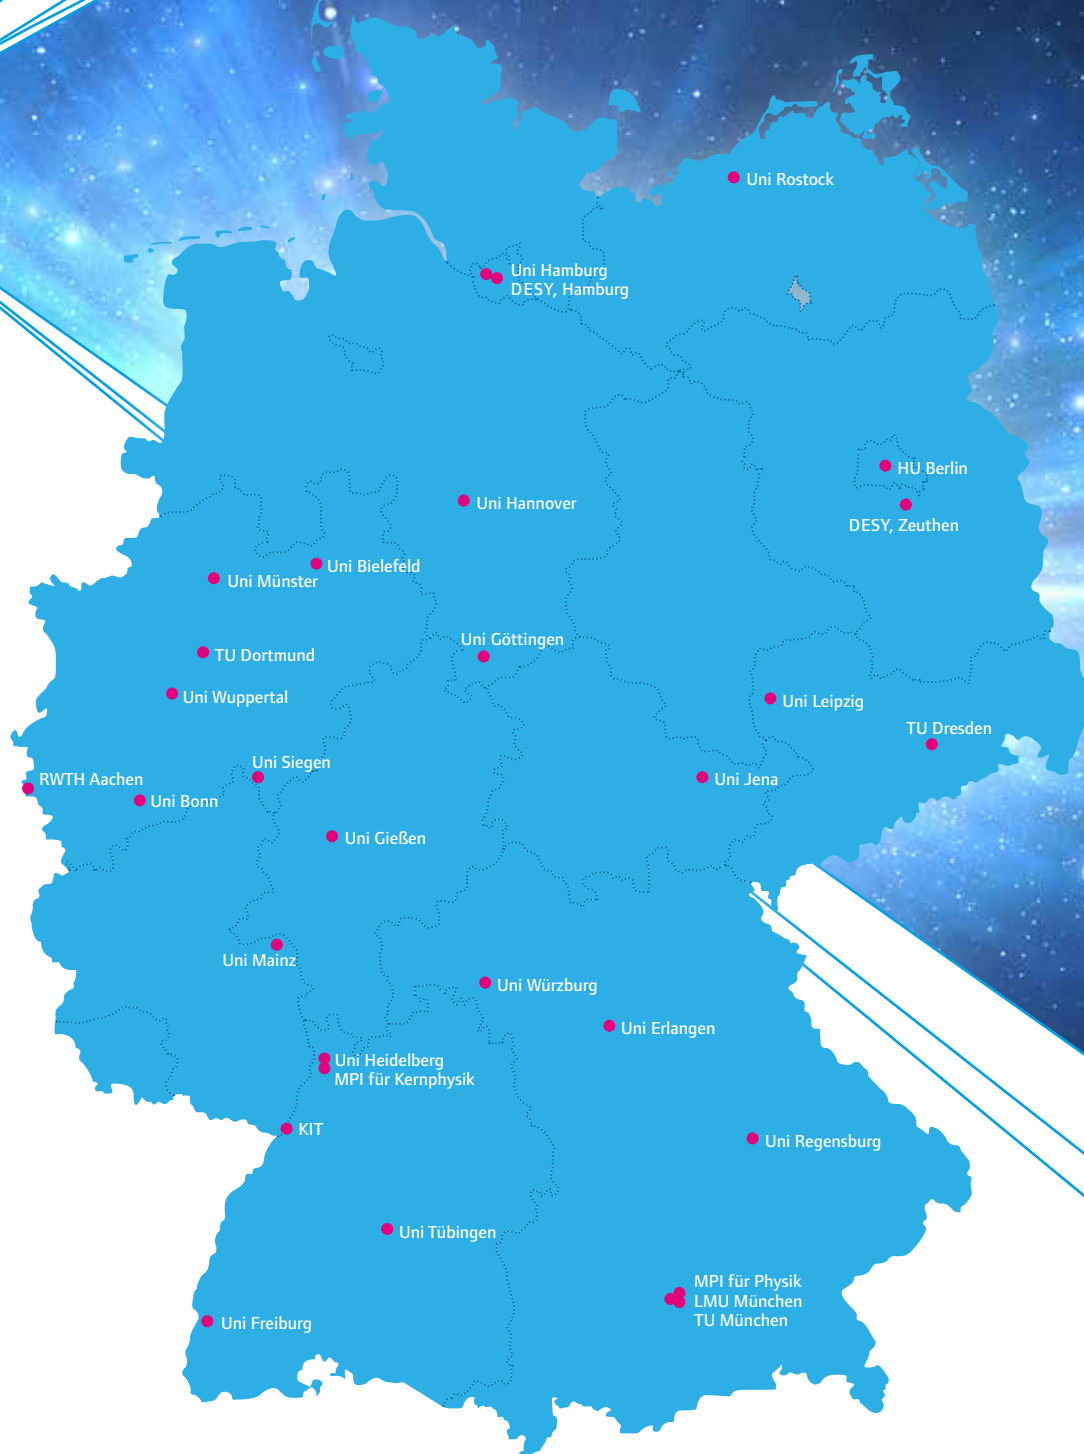 Uni Rostock
Uni Hamburg
DESY, Hamburg
HU Berlin
Uni Hannover
DESY, Zeuthen
Uni Bielefeld
Uni Münster
Uni Göttingen
TU Dortmund
Uni Wuppertal
Uni Leipzig
TU Dresden
Uni Siegen
RWTH Aachen
Uni Jena
Uni Bonn
Uni Gießen
Uni Mainz
Uni Würzburg
Uni Erlangen
Uni Heidelberg
MPI für Kernphysik
KIT
Uni Regensburg
Uni Tübingen
MPI für Physik
LMU München
TU München
Uni Freiburg